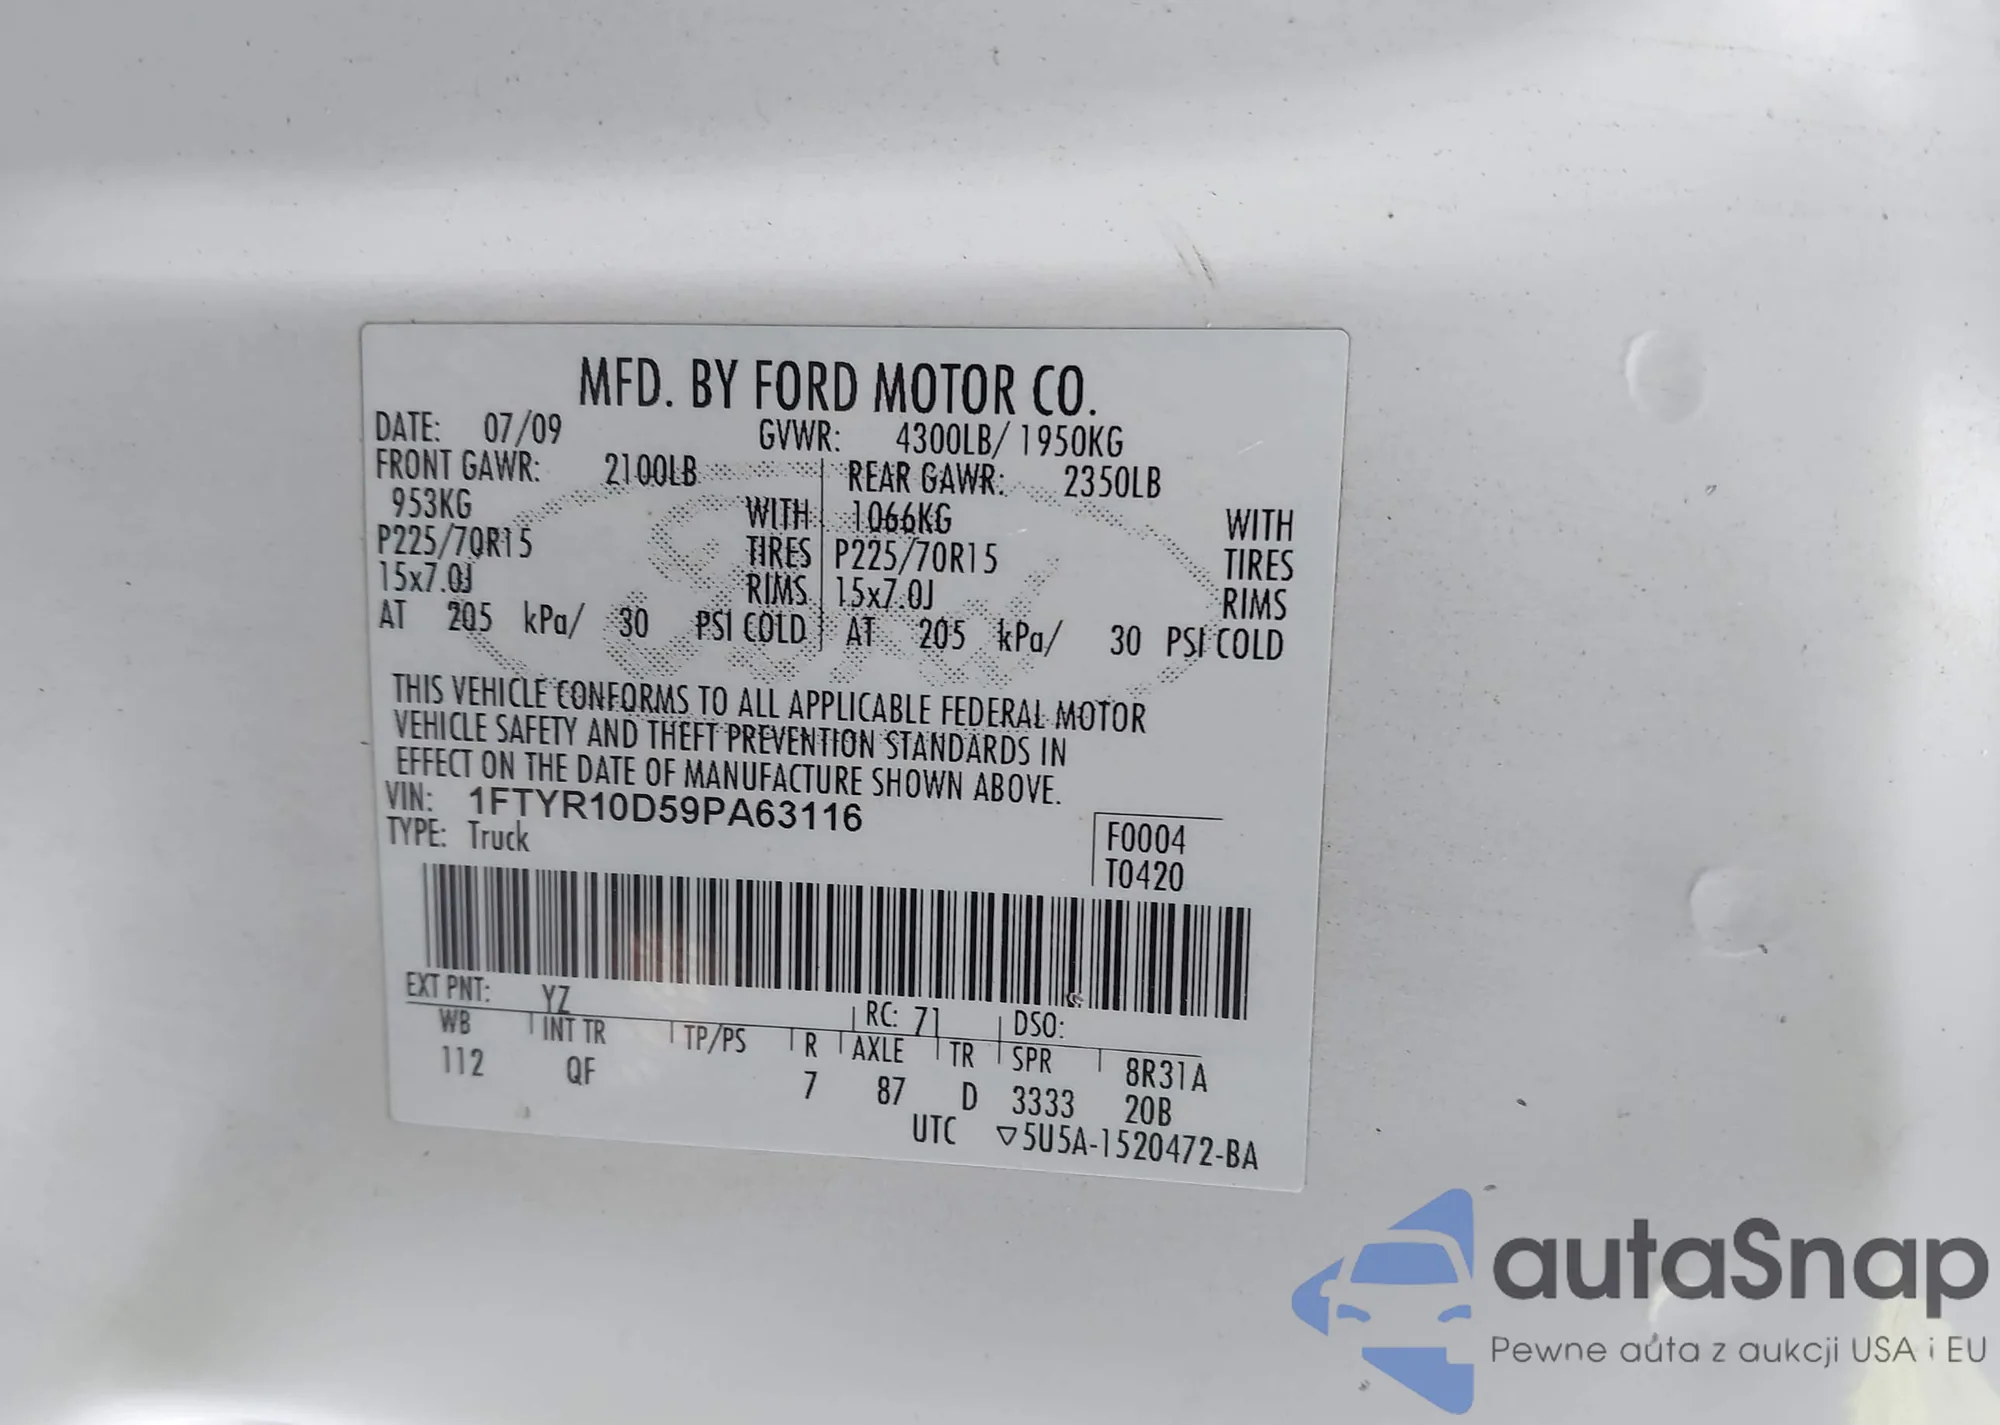 MFD. BY FORD MOTOR CO.
DATE: 07/09 GVWR: 4300LB/ 1950KG
FRONT GAWR: 2100LB REAR GAWR: 2350LB
953KG WITH 1066KG WITH
P225/70R15 TIRES P225/70R15 TIRES
15x7.0J RIMS 15x7.0J RIMS
AT 205 kPa/ 30 PSI COLD AT 205 kPa/ 30 PSI COLD
THIS VEHICLE CONFORMS TO ALL APPLICABLE FEDERAL MOTOR
VEHICLE SAFETY AND THEFT PREVENTION STANDARDS IN
EFFECT ON THE DATE OF MANUFACTURE SHOWN ABOVE.
VIN: 1FTYR10D59PA63116
TYPE: Truck
F0004
T0420
EXT PNT: YZ RC: 71 DSO:
WB INT TR TP/PS R AXLE TR SPR 8R31A
112 QF 7 87 D 3333 20B
UTC ▽5U5A-1520472-BA
autaSnap
Pewne auta z aukcji USA i EU